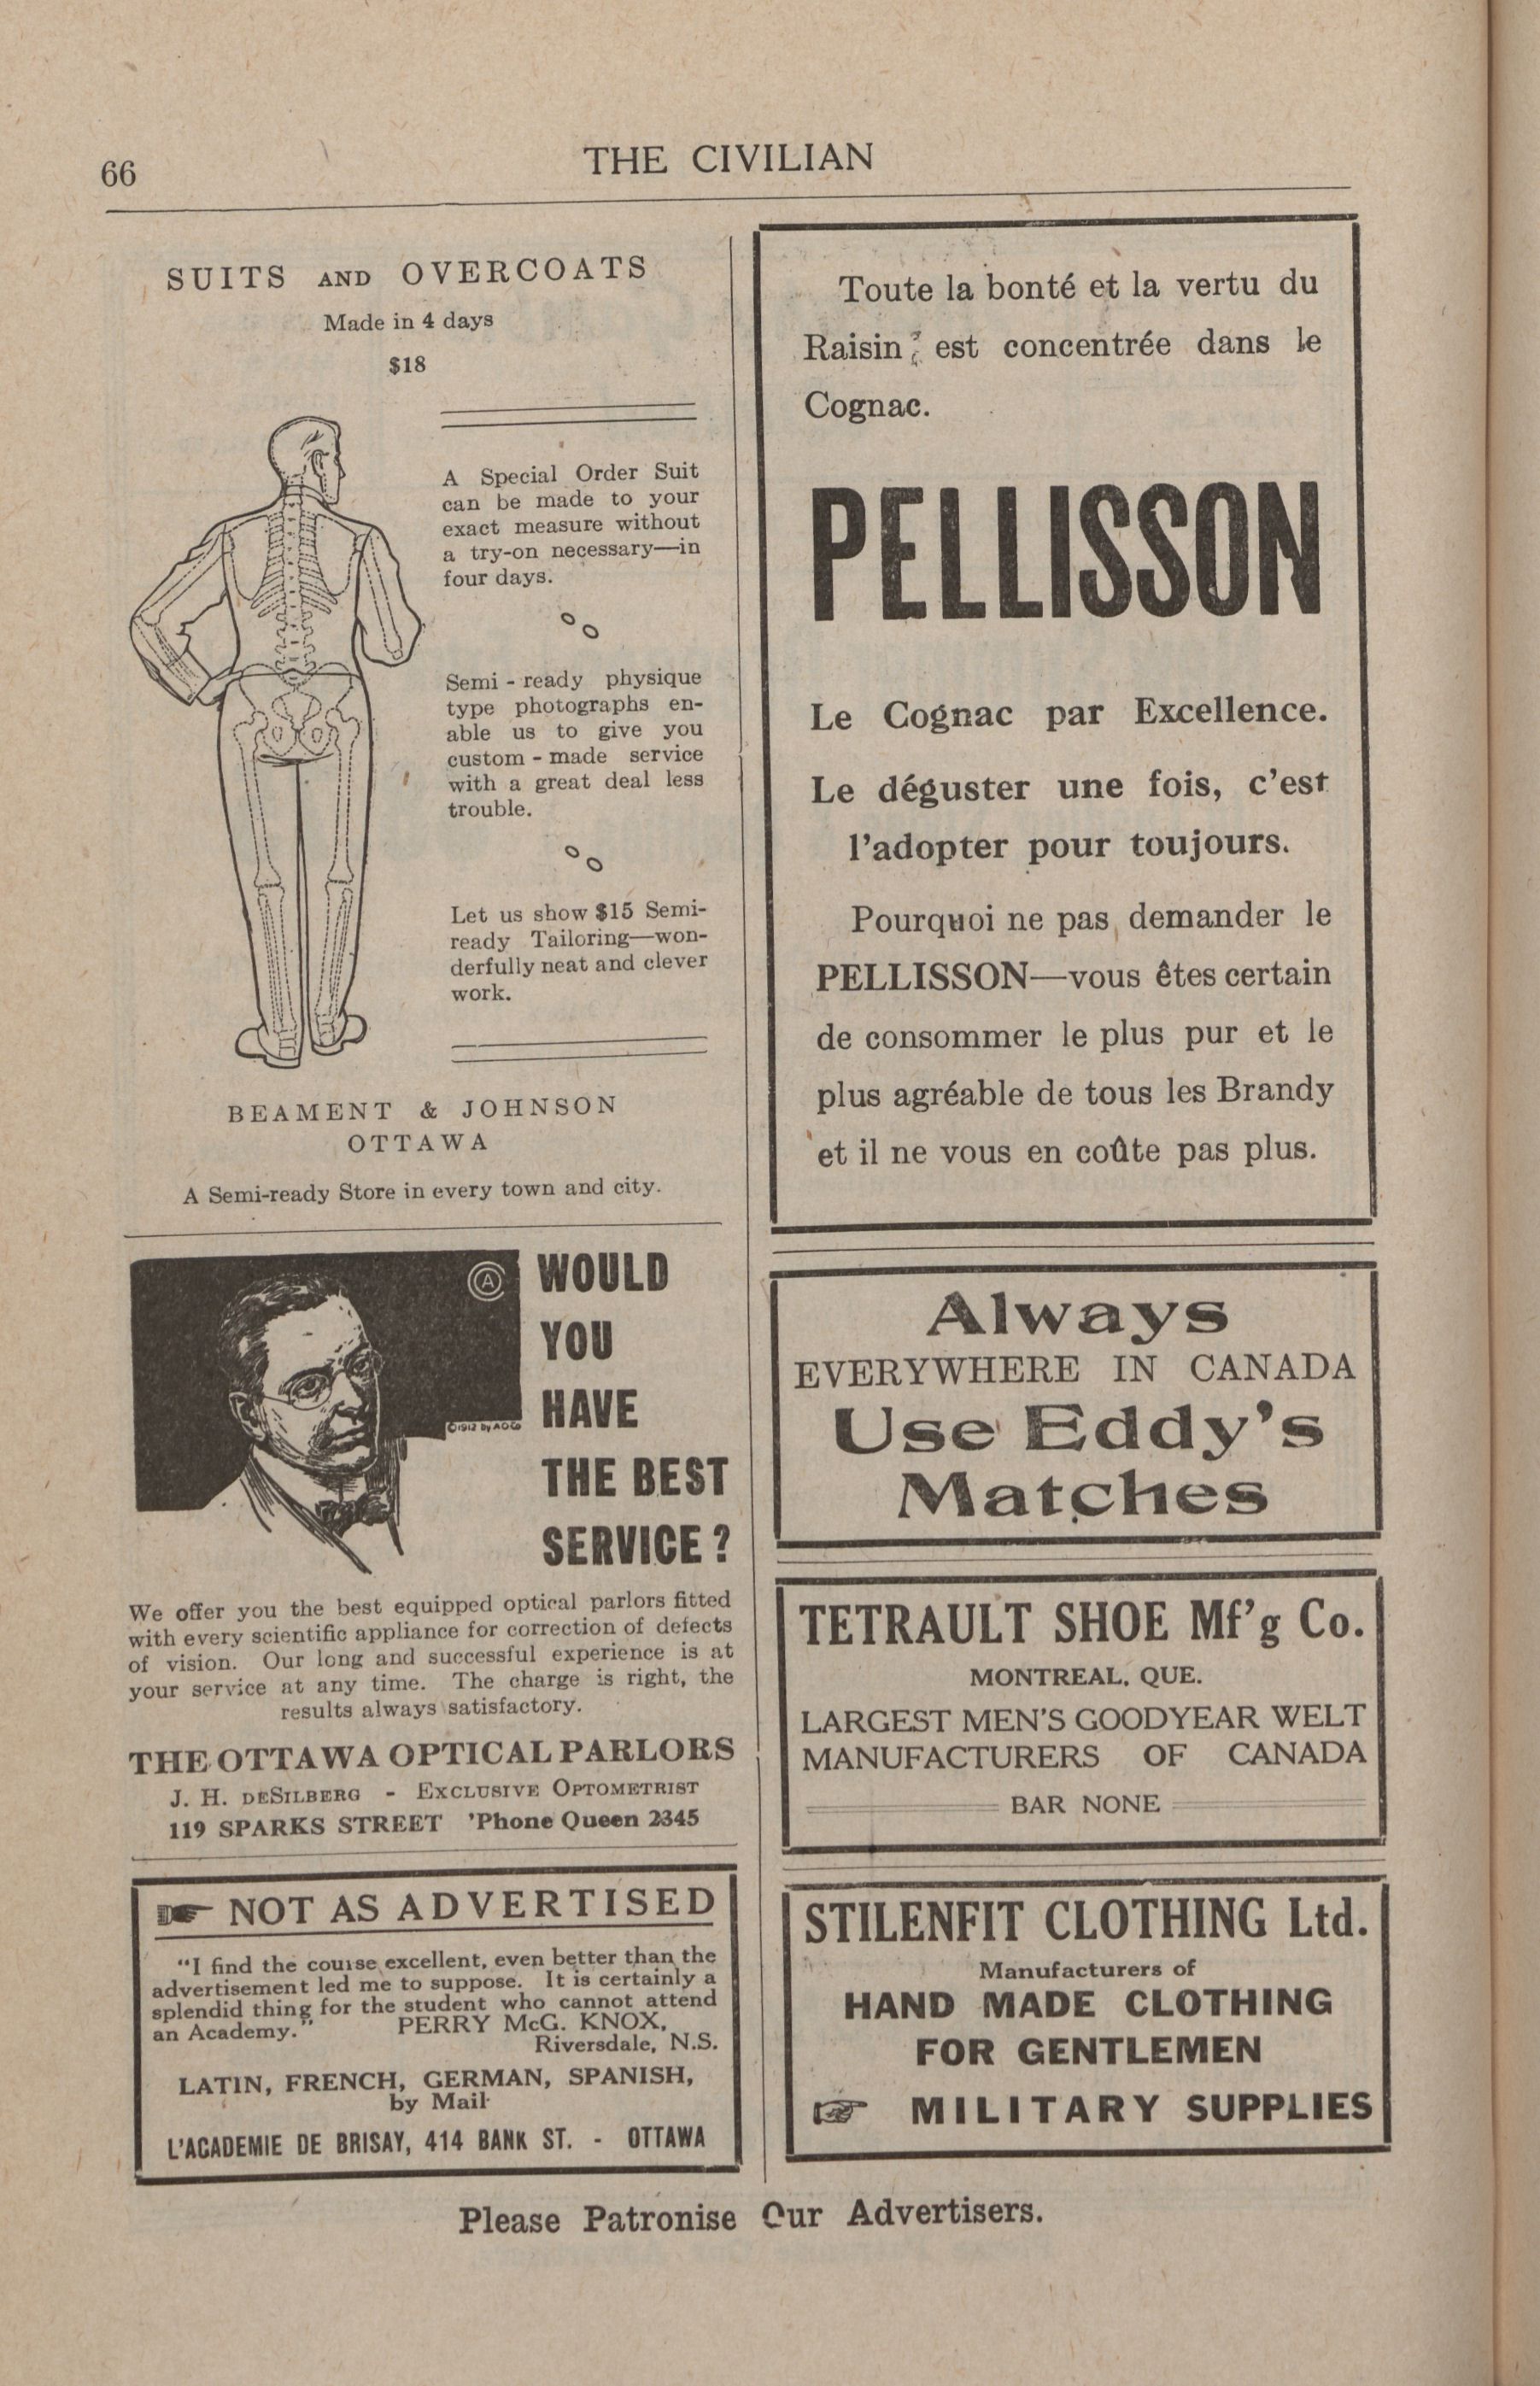 66
THE CIVILIAN
SUITS AND OVERCOATS
Made in 4 days
$18
A Special Order Suit
can be made to your
exact measure without
a try-on necessary—in
four days.
Semi-ready physique
type photographs en-
able us to give you
custom-made service
with a great deal less
trouble.
Let us show $15 Semi-
ready Tailoring—won-
derfully neat and clever
work.
BEAMENT & JOHNSON
OTTAWA
A Semi-ready Store in every town and city.
A
©1912 by AOCo
WOULD
YOU
HAVE
THE BEST
SERVICE?
We offer you the best equipped optical parlors fitted
with every scientific appliance for correction of defects
of vision. Our long and successful experience is at
your service at any time. The charge is right, the
results always satisfactory.
THE OTTAWA OPTICAL PARLORS
J. H. DESILBERG - EXCLUSIVE OPTOMETRIST
119 SPARKS STREET 'Phone Queen 2345
NOT AS ADVERTISED
"I find the course excellent, even better than the
advertisement led me to suppose. It is certainly a
splendid thing for the student who cannot attend
an Academy." PERRY McG. KNOX,
Riversdale, N.S.
LATIN, FRENCH, GERMAN, SPANISH,
by Mail
L'ACADEMIE DE BRISAY, 414 BANK ST. - OTTAWA
Toute la bonté et la vertu du
Raisin est concentrée dans le
Cognac.
PELLISSON
Le Cognac par Excellence.
Le déguster une fois, c'est
l'adopter pour toujours.
Pourquoi ne pas demander le
PELLISSON—vous êtes certain
de consommer le plus pur et le
plus agréable de tous les Brandy
et il ne vous en coûte pas plus.
Always
EVERYWHERE IN CANADA
Use Eddy's
Matches
TETRAULT SHOE Mf'g Co.
MONTREAL, QUE.
LARGEST MEN'S GOODYEAR WELT
MANUFACTURERS OF CANADA
BAR NONE
STILENFIT CLOTHING Ltd.
Manufacturers of
HAND MADE CLOTHING
FOR GENTLEMEN
MILITARY SUPPLIES
Please Patronise Our Advertisers.